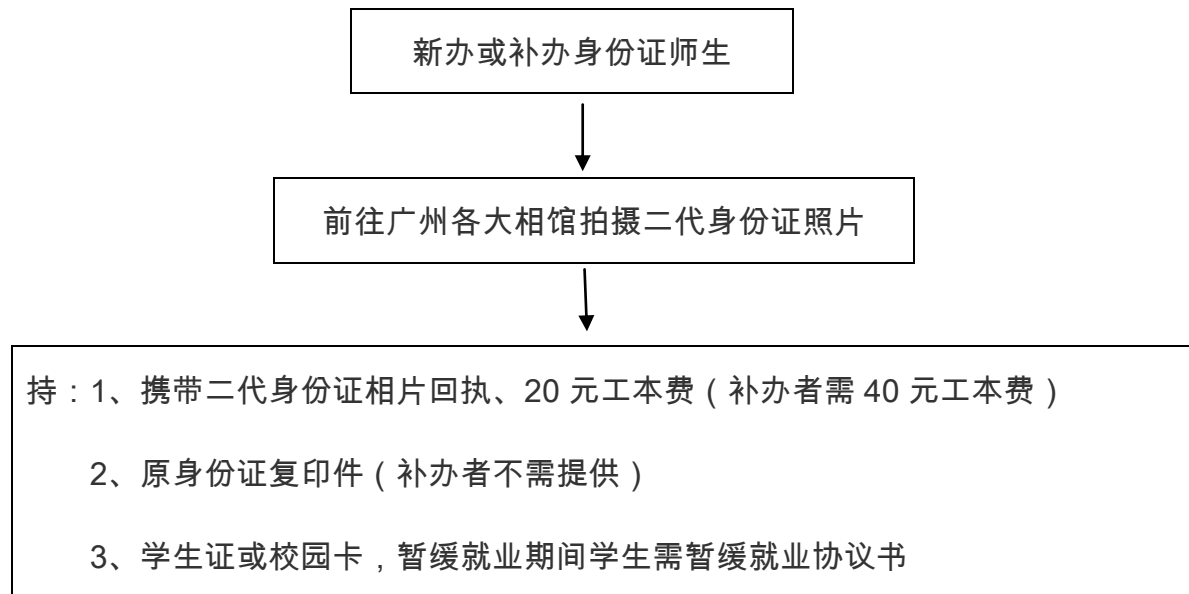 新办或补办身份证师生
前往广州各大相馆拍摄二代身份证照片
持：1、携带二代身份证相片回执、20 元工本费（补办者需 40 元工本费）
2、原身份证复印件（补办者不需提供）
3、学生证或校园卡，暂缓就业期间学生需暂缓就业协议书